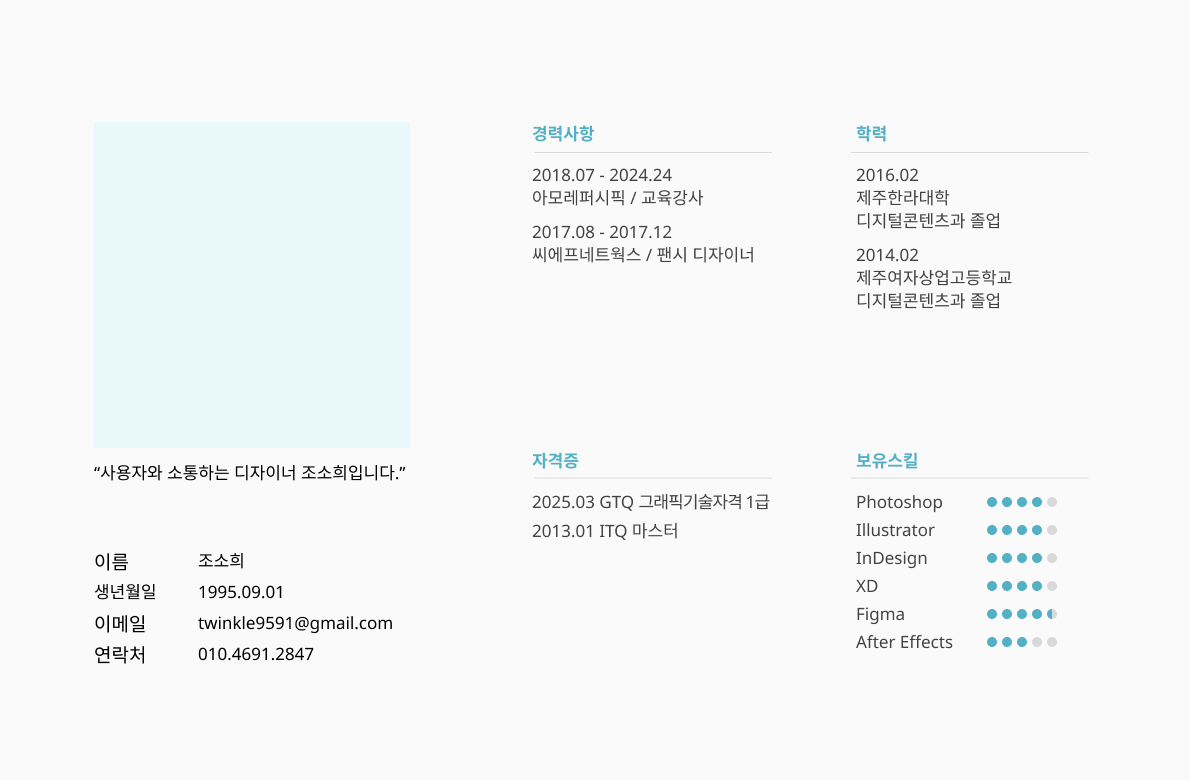 “사용자와 소통하는 디자이너 조소희입니다.”
이름 조소희
생년월일 1995.09.01
이메일 twinkle9591@gmail.com
연락처 010.4691.2847
경력사항
2018.07 - 2024.24
아모레퍼시픽 / 교육강사
2017.08 - 2017.12
씨에프네트웍스 / 팬시 디자이너
학력
2016.02
제주한라대학
디지털콘텐츠과 졸업
2014.02
제주여자상업고등학교
디지털콘텐츠과 졸업
자격증
2025.03 GTQ 그래픽기술자격 1급
2013.01 ITQ 마스터
보유스킬
Photoshop
Illustrator
InDesign
XD
Figma
After Effects